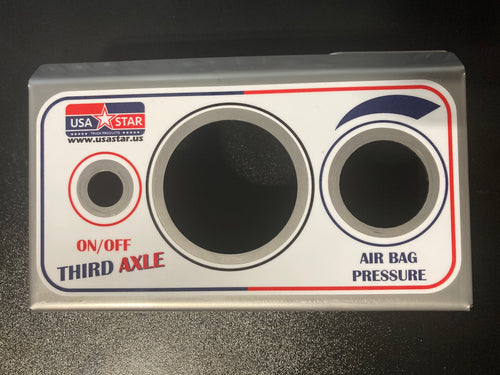 USA STAR
TRUCK PRODUCTS
www.usastar.us
ON/OFF
THIRD AXLE
AIR BAG
PRESSURE